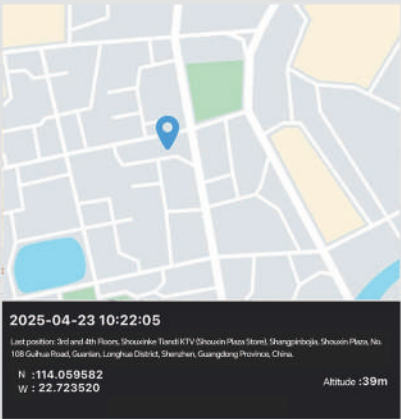 2025-04-23 10:22:05
Last position: 3rd and 4th Floors, Shouxinke Tiandi KTV (Shouxin Plaza Store), Shangpinbojia, Shouxin Plaza, No.
108 Guihua Road, Guanlan, Longhua District, Shenzhen, Guangdong Province, China.
N :114.059582
W : 22.723520
Altitude :39m